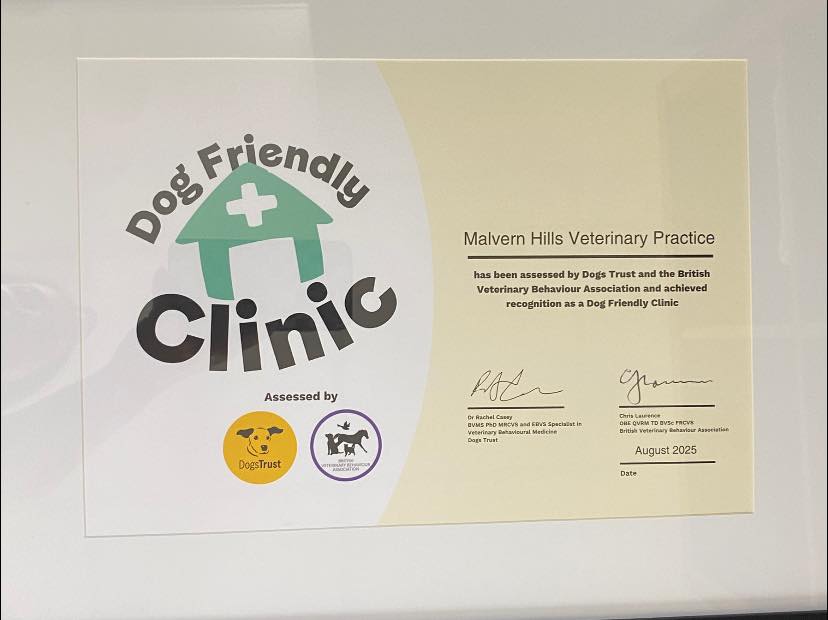 Dog Friendly
Clinic
Assessed by
DogsTrust
BRITISH
VETERINARY BEHAVIOUR
ASSOCIATION
Malvern Hills Veterinary Practice
has been assessed by Dogs Trust and the British
Veterinary Behaviour Association and achieved
recognition as a Dog Friendly Clinic
Dr Rachel Casey
BVMS PhD MRCVS and EBVS Specialist in
Veterinary Behavioural Medicine
Dogs Trust
Chris Laurence
OBE QVRM TD BVSc FRCVS
British Veterinary Behaviour Association
August 2025
Date